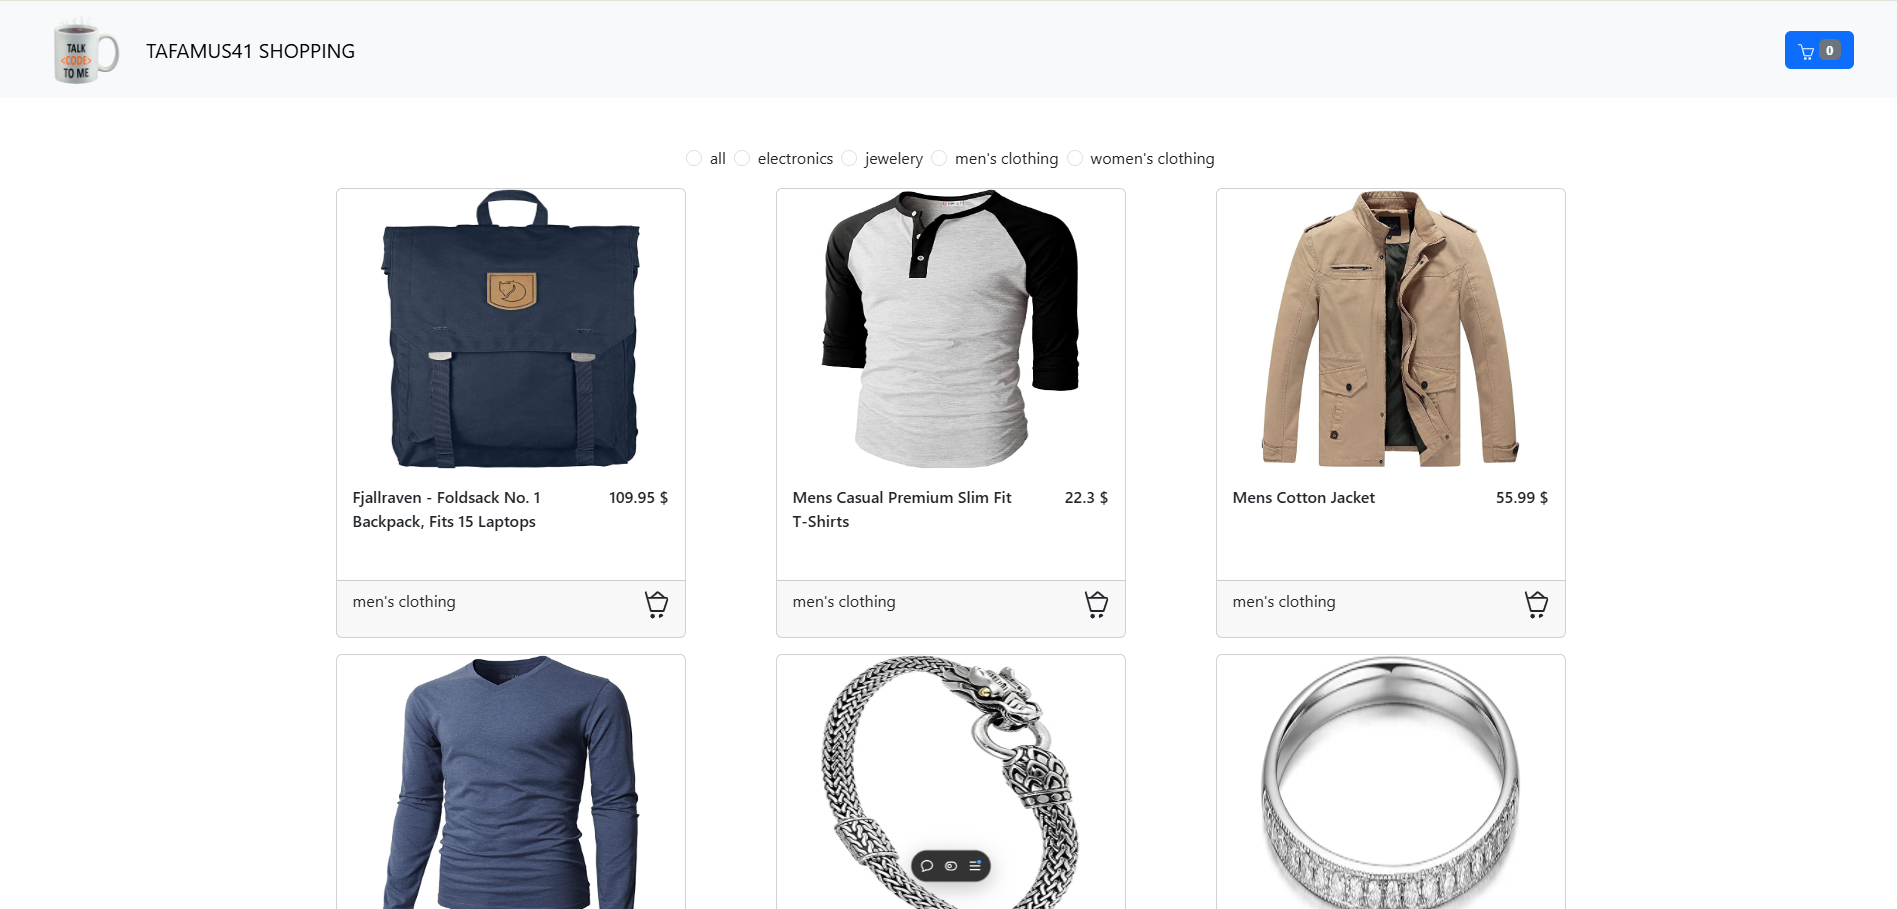 TALK
<CODE>
TO ME
TAFAMUS41 SHOPPING
0
all electronics jewelery men's clothing women's clothing
Fjallraven - Foldsack No. 1
Backpack, Fits 15 Laptops
109.95 $
men's clothing
Mens Casual Premium Slim Fit
T-Shirts
22.3 $
men's clothing
Mens Cotton Jacket
55.99 $
men's clothing